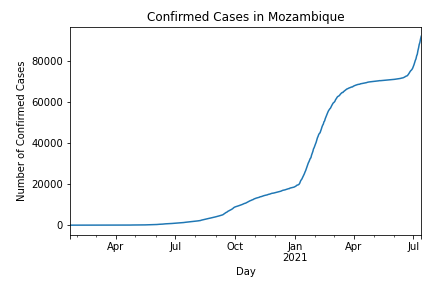 Confirmed Cases in Mozambique
Number of Confirmed Cases
80000
60000
40000
20000
0
Apr Jul Oct Jan Apr Jul
2021
Day